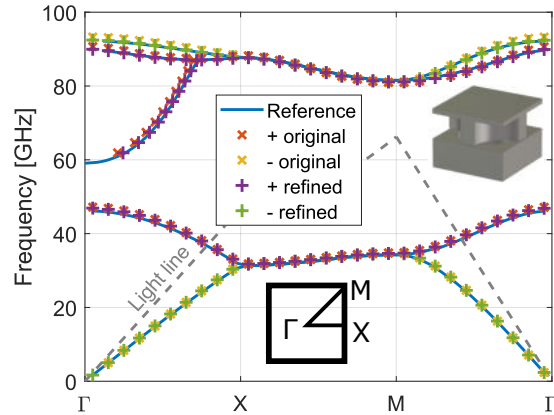 100
80
60
40
20
0
Frequency [GHz]
Reference
+ original
- original
+ refined
- refined
Light line
M
Γ
X
Γ
X
M
Γ